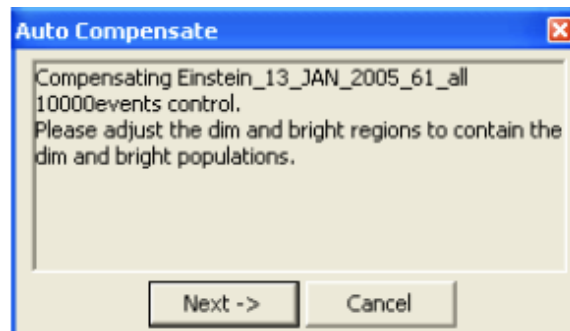 Auto Compensate
Compensating Einstein_13_JAN_2005_61_all
10000events control.
Please adjust the dim and bright regions to contain the
dim and bright populations.
Next ->
Cancel